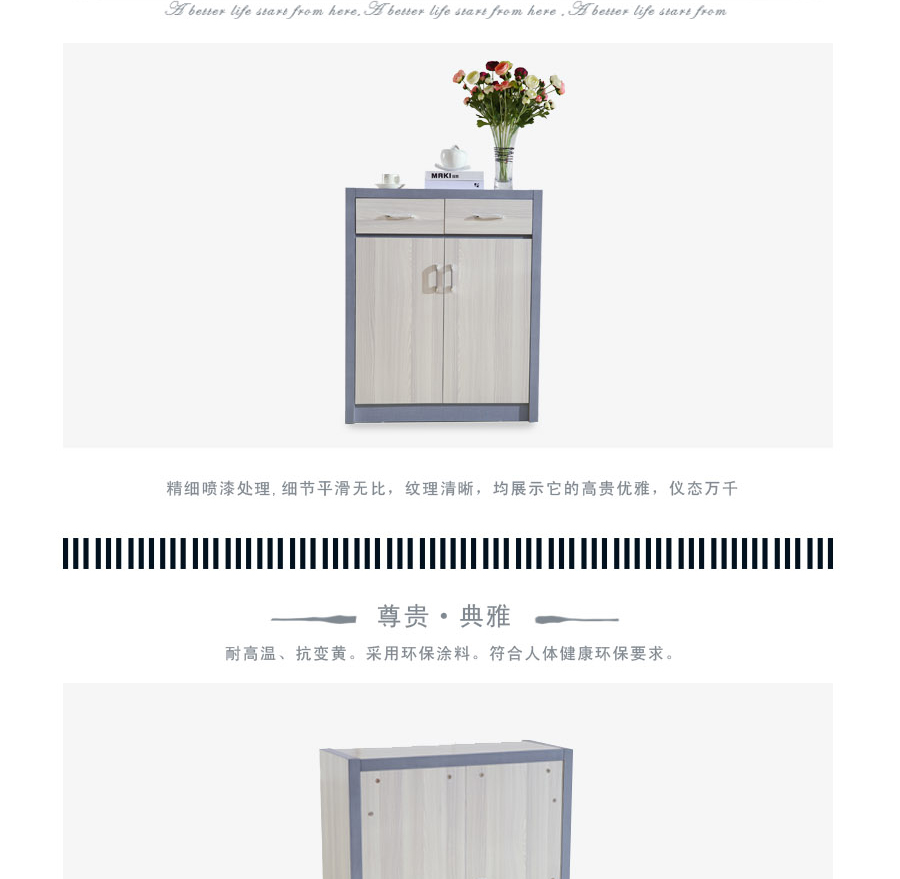 A better life start from here.A better life start from here .A better life start from
MAKI
精细喷漆处理, 细节平滑无比，纹理清晰，均展示它的高贵优雅，仪态万千
尊贵·典雅
耐高温、抗变黄。采用环保涂料。符合人体健康环保要求。